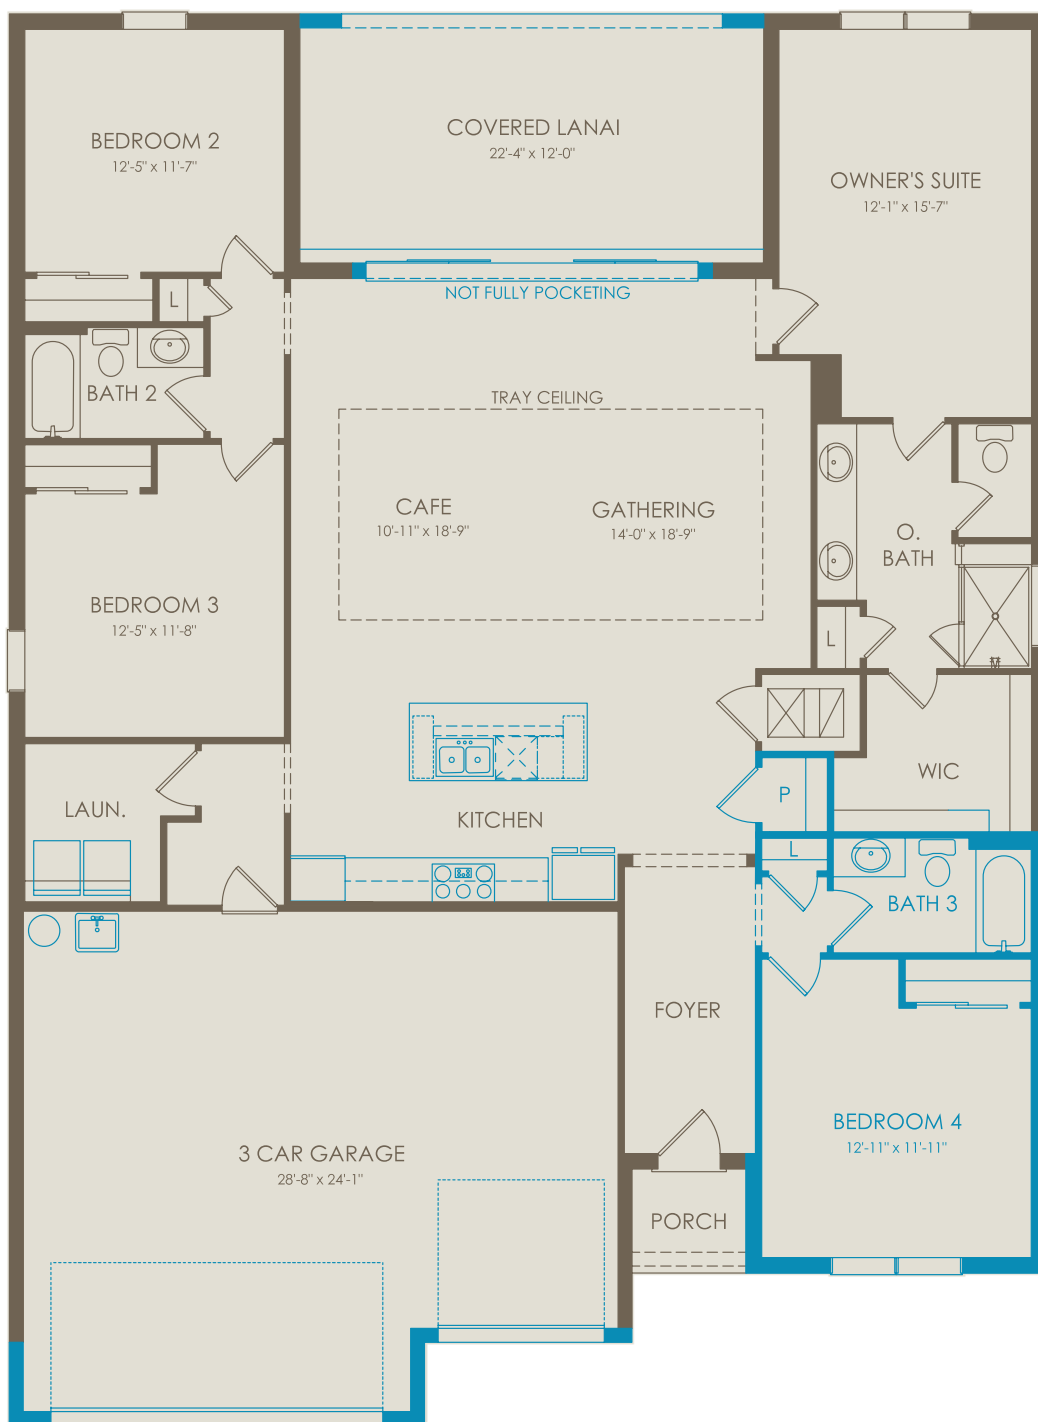 BEDROOM 2
12'-5" x 11'-7"
COVERED LANAI
22'-4" x 12'-0"
OWNER'S SUITE
12'-1" x 15'-7"
L
NOT FULLY POCKETING
BATH 2
TRAY CEILING
CAFE
10'-11" x 18'-9"
GATHERING
14'-0" x 18'-9"
O.
BATH
BEDROOM 3
12'-5" x 11'-8"
L
LAUN.
KITCHEN
P
WIC
L
BATH 3
FOYER
BEDROOM 4
12'-11" x 11'-11"
3 CAR GARAGE
28'-8" x 24'-1"
PORCH